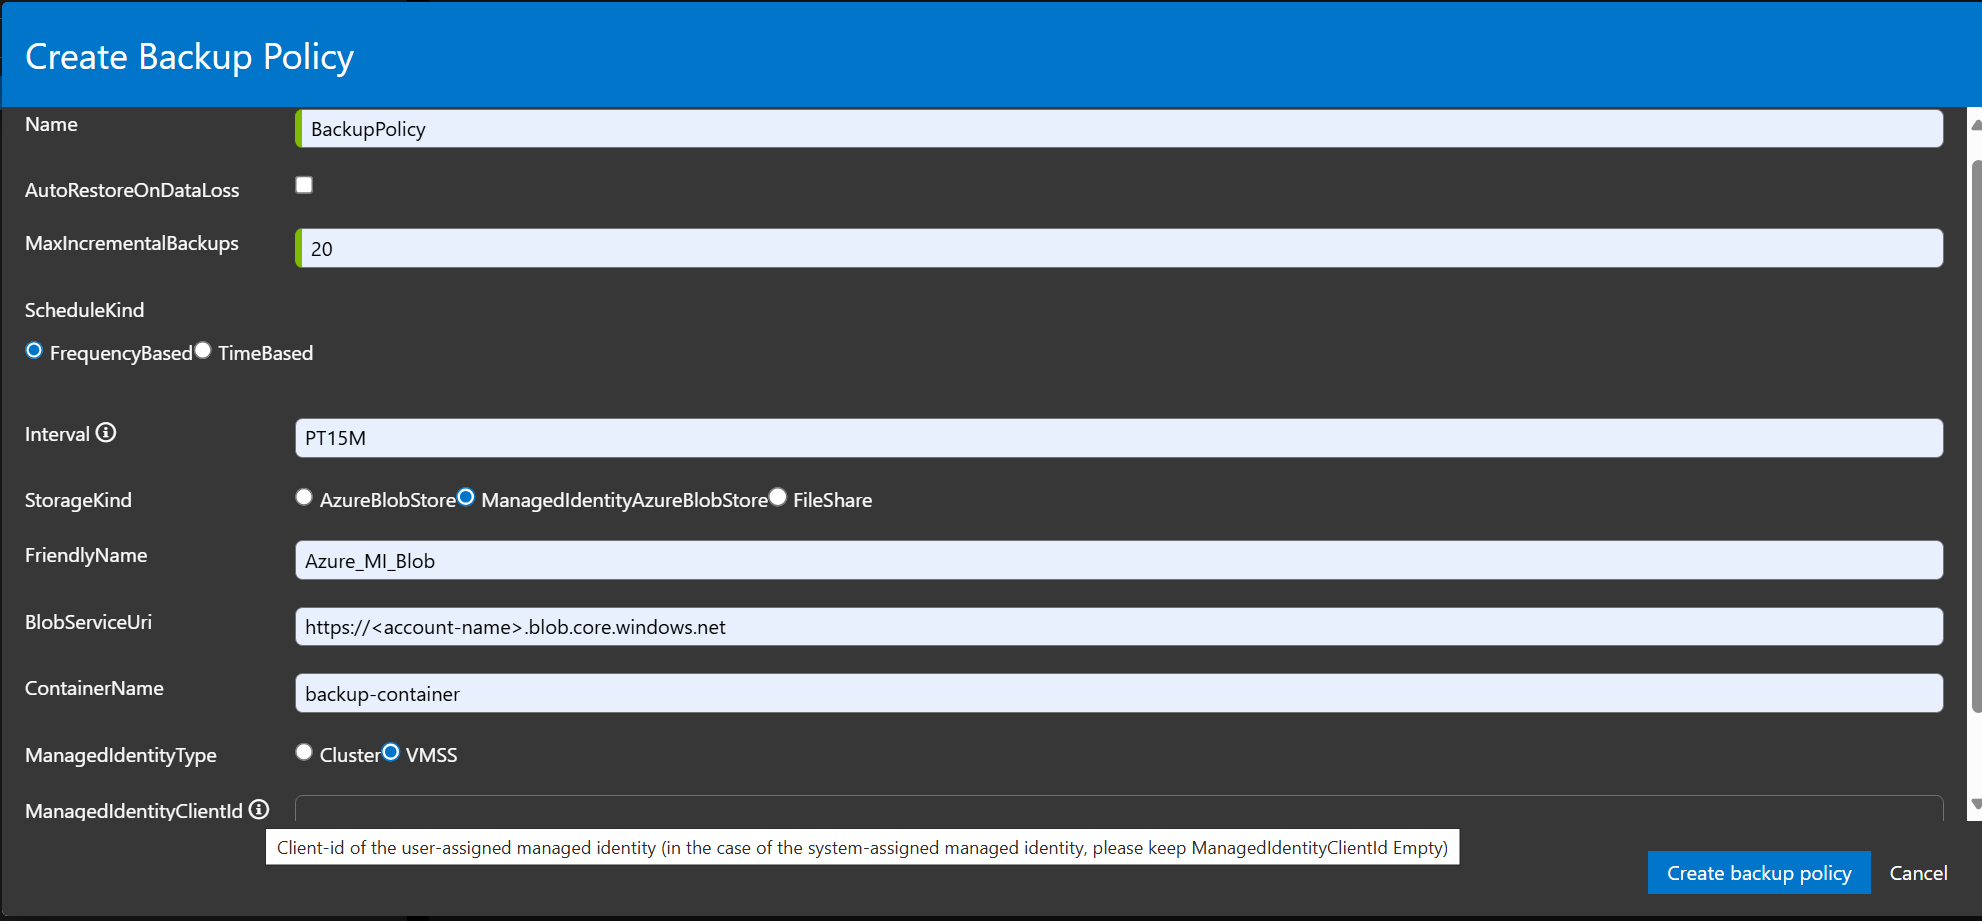 Create Backup Policy
Name BackupPolicy
AutoRestoreOnDataLoss
MaxIncrementalBackups 20
ScheduleKind
FrequencyBased TimeBased
Interval PT15M
StorageKind AzureBlobStore ManagedIdentityAzureBlobStore FileShare
FriendlyName Azure_MI_Blob
BlobServiceUri https://<account-name>.blob.core.windows.net
ContainerName backup-container
ManagedIdentityType Cluster VMSS
ManagedIdentityClientId
Client-id of the user-assigned managed identity (in the case of the system-assigned managed identity, please keep ManagedIdentityClientId Empty)
Create backup policy Cancel